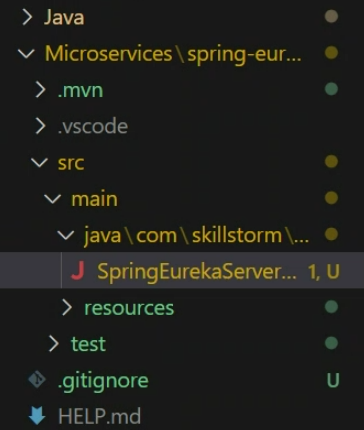 Java
Microservices\spring-eur...
.mvn
.vscode
src
main
java\com\skillstorm\...
SpringEurekaServer... 1, U
resources
test
.gitignore U
HELP.md